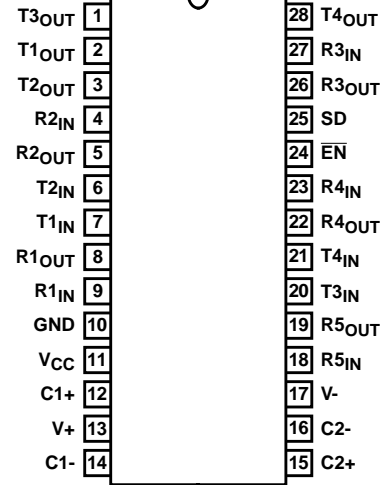 T3OUT 1 28 T4OUT
T1OUT 2 27 R3IN
T2OUT 3 26 R3OUT
R2IN 4 25 SD
R2OUT 5 24 E̅N̅
T2IN 6 23 R4IN
T1IN 7 22 R4OUT
R1OUT 8 21 T4IN
R1IN 9 20 T3IN
GND 10 19 R5OUT
VCC 11 18 R5IN
C1+ 12 17 V-
V+ 13 16 C2-
C1- 14 15 C2+